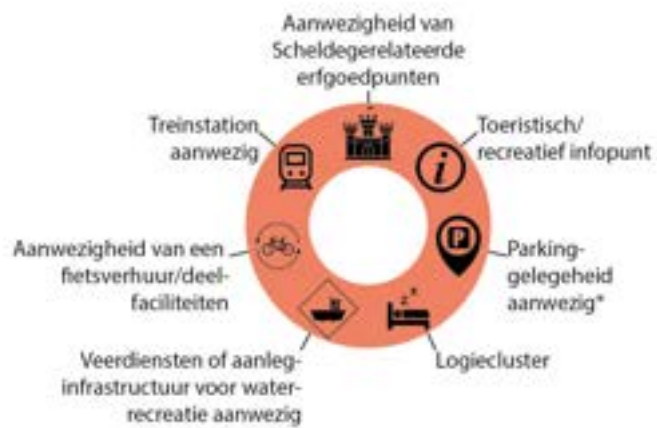 Aanwezigheid van
Scheldegerelateerde
erfgoedpunten
Toeristisch/
recreatief infopunt
Parking-
gelegeheid
aanwezig*
Logiecluster
Veerdiensten of aanleg-
infrastructuur voor water-
recreatie aanwezig
Aanwezigheid van een
fietsverhuur/deel-
faciliteiten
Treinstation
aanwezig
i
P
z